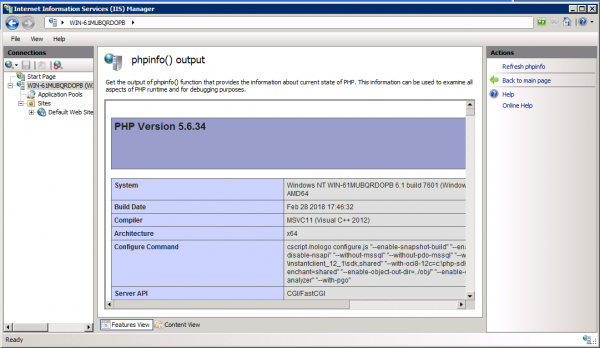 Internet Information Services (IIS) Manager
WIN-61MUBQRDOPB
File View Help
Connections
Start Page
WIN-61MUBQRDOPB (W
Application Pools
Sites
Default Web Site
phpinfo() output
Get the output of phpinfo() function that provides the information about current state of PHP. This information can be used to examine all
aspects of PHP runtime and for debugging purposes.
PHP Version 5.6.34
System Windows NT WIN-61MUBQRDOPB 6.1 build 7601 (Window
AMD64
Build Date Feb 28 2018 17:46:32
Compiler MSVC11 (Visual C++ 2012)
Architecture x64
Configure Command cscript /nologo configure.js "--enable-snapshot-build" "--en
disable-nsapi" "--without-mssql" "--without-pdo-mssql" "--
\instantclient_12_1\sdk,shared" "--with-oci8-12c=c:\php-sd
enchant=shared" "--enable-object-out-dir=../obj/" "--enable-
analyzer" "--with-pgo"
Server API CGI/FastCGI
Features View Content View
Actions
Refresh phpinfo
Back to main page
Help
Online Help
Ready